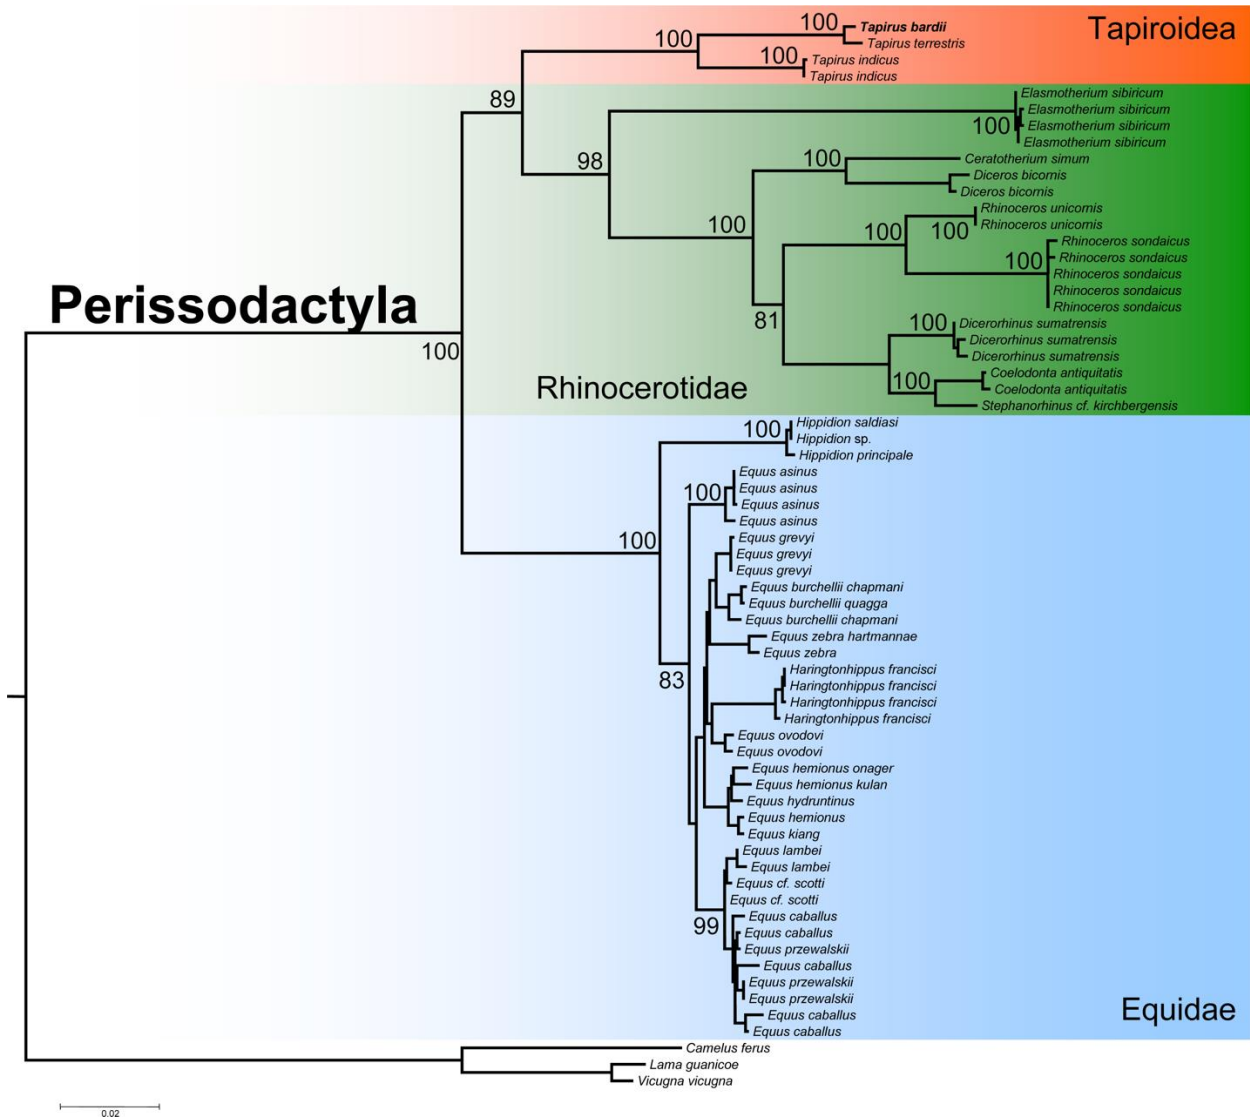 100
Tapirus bardii
Tapiroidea
100
Tapirus terrestris
100
Tapirus indicus
Tapirus indicus
89
Elasmotherium sibiricum
Elasmotherium sibiricum
100
Elasmotherium sibiricum
Elasmotherium sibiricum
98
100
Ceratotherium simum
Diceros bicornis
Diceros bicornis
100
Rhinoceros unicornis
100
100
Rhinoceros unicornis
Rhinoceros sondaicus
100
Rhinoceros sondaicus
Rhinoceros sondaicus
Rhinoceros sondaicus
Rhinoceros sondaicus
Perissodactyla
81
100
Dicerorhinus sumatrensis
Dicerorhinus sumatrensis
100
Dicerorhinus sumatrensis
Coelodonta antiquitatis
100
Coelodonta antiquitatis
Rhinocerotidae
Stephanorhinus cf. kirchbergensis
Hippidion saldiasi
100
Hippidion sp.
Hippidion principale
Equus asinus
100
Equus asinus
Equus asinus
Equus asinus
100
Equus grevyi
Equus grevyi
Equus grevyi
Equus burchellii chapmani
Equus burchellii quagga
Equus burchellii chapmani
Equus zebra hartmannae
Equus zebra
Haringtonhippus francisci
83
Haringtonhippus francisci
Haringtonhippus francisci
Haringtonhippus francisci
Equus ovodovi
Equus ovodovi
Equus hemionus onager
Equus hemionus kulan
Equus hydruntinus
Equus hemionus
Equus kiang
Equus lambei
Equus lambei
Equus cf. scotti
Equus cf. scotti
99
Equus caballus
Equus caballus
Equus przewalskii
Equus caballus
Equus przewalskii
Equus przewalskii
Equidae
Equus caballus
Equus caballus
Camelus ferus
Lama guanicoe
Vicugna vicugna
0.02